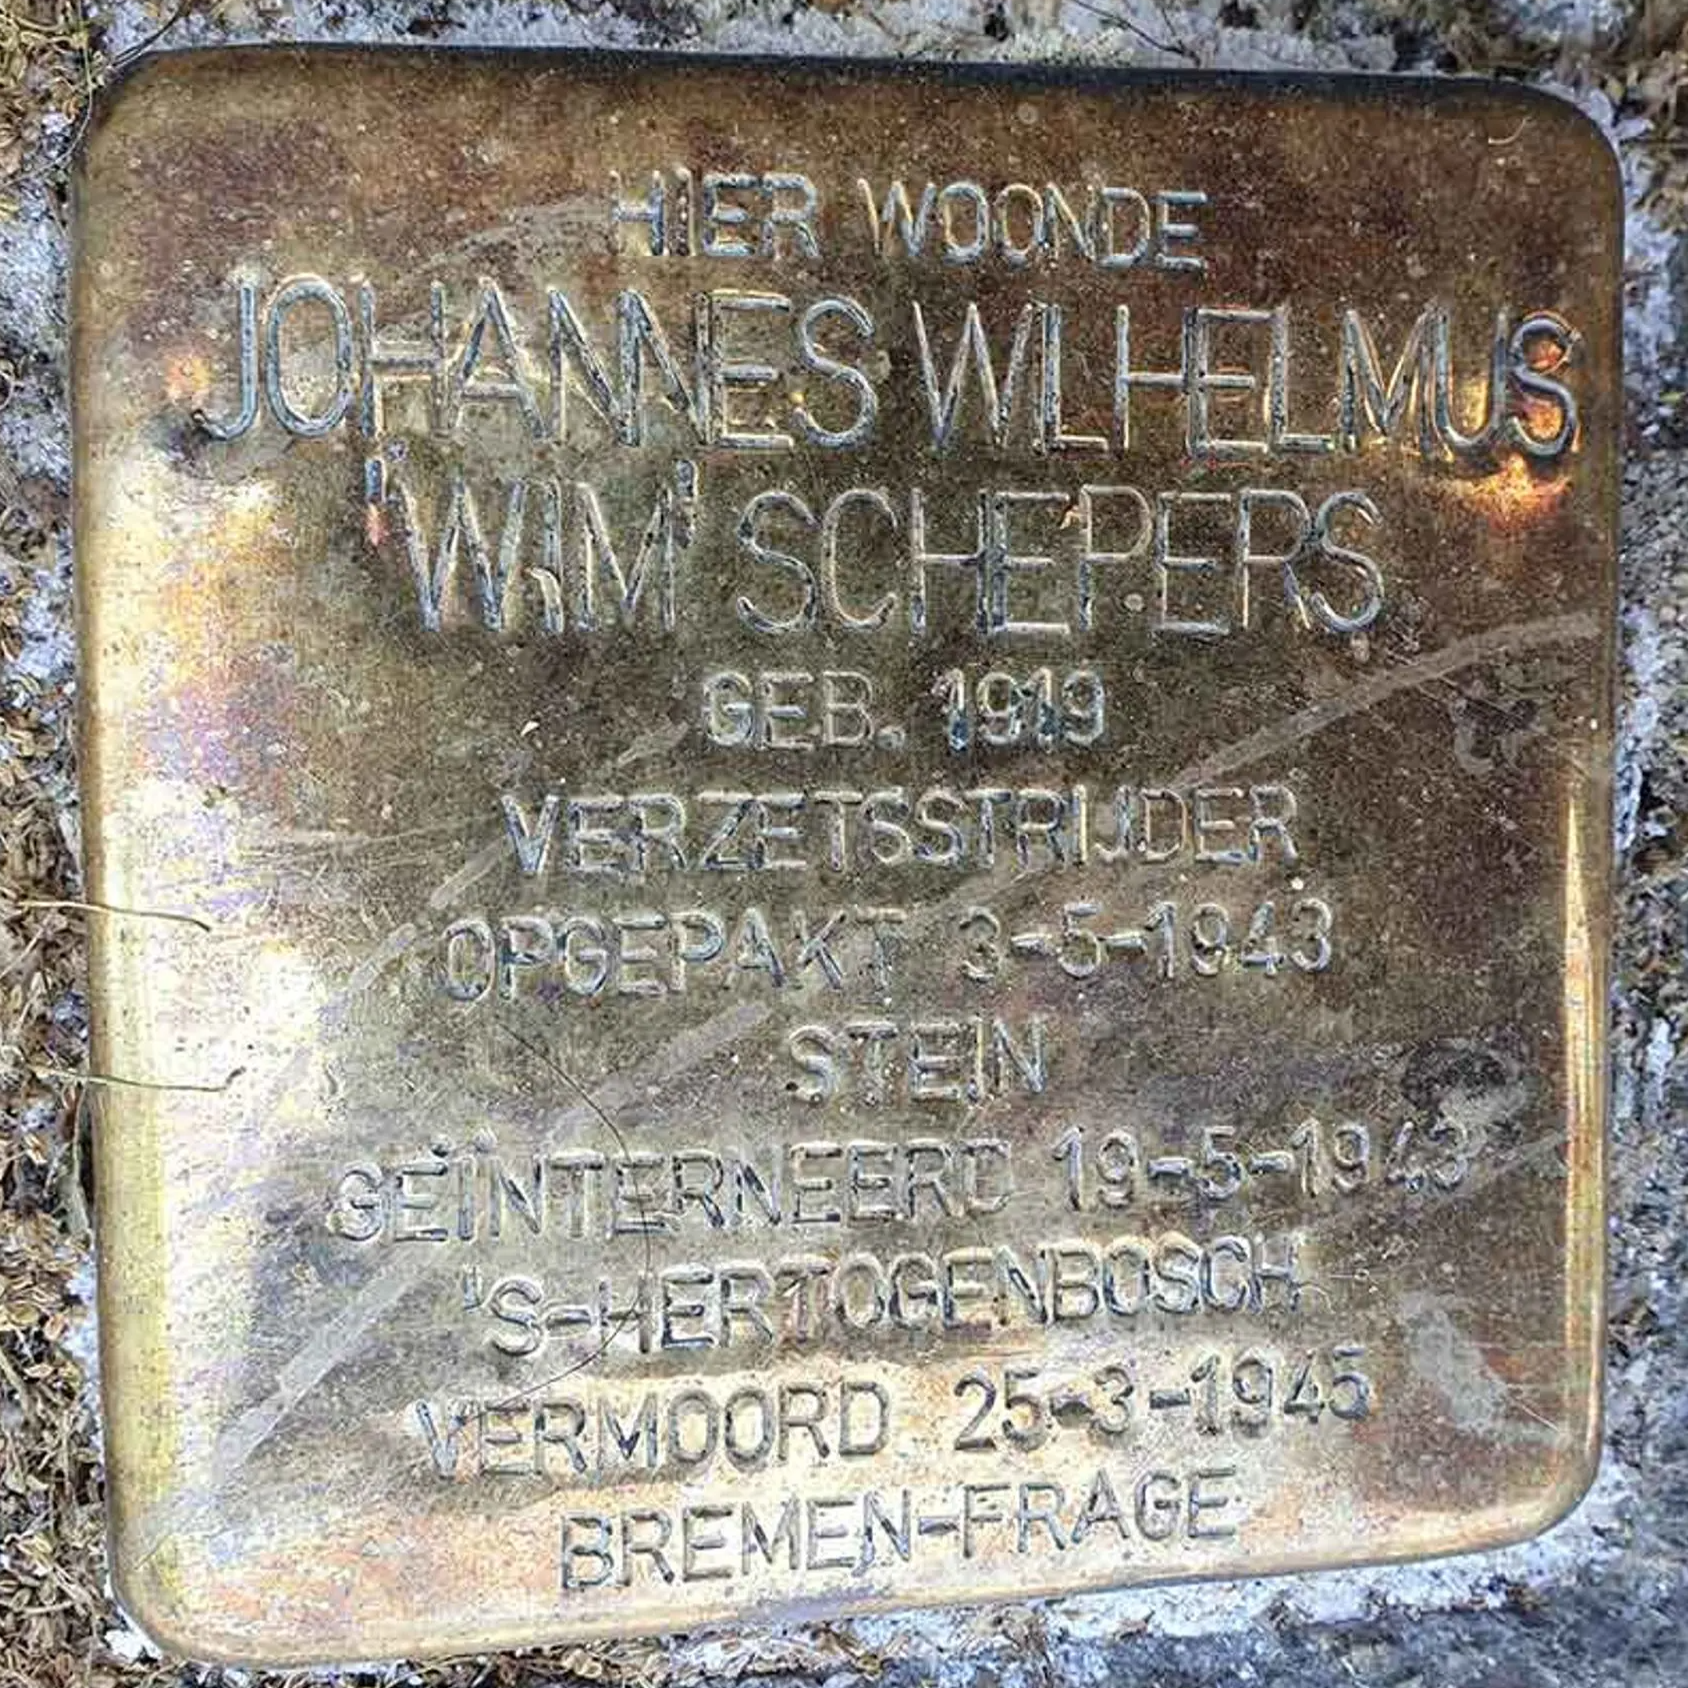 HIER WOONDE
JOHANNES WILHELMUS
'WIM' SCHEPERS
GEB. 1919
VERZETSSTRIJDER
OPGEPAKT 3-5-1943
STEIN
GEÏNTERNEERD 19-5-1943
'S-HERTOGENBOSCH
VERMOORD 25-3-1945
BREMEN-FRAGE